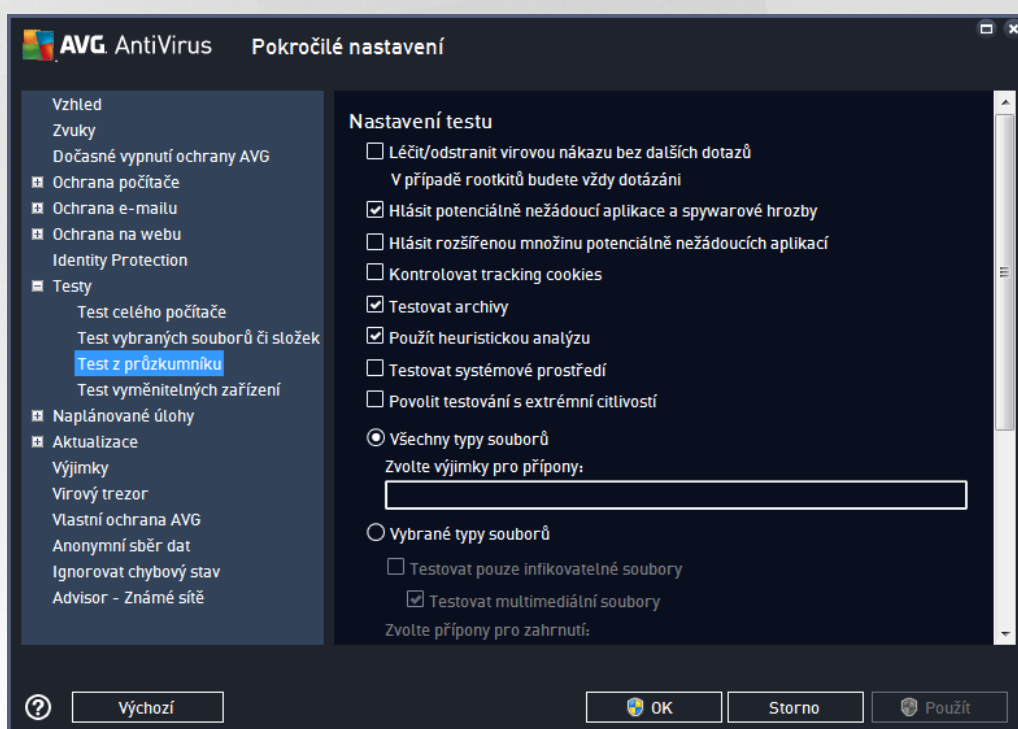 AVG. AntiVirus Pokročilé nastavení
Vzhled
Zvuky
Dočasné vypnutí ochrany AVG
Ochrana počítače
Ochrana e-mailu
Ochrana na webu
Identity Protection
Testy
Test celého počítače
Test vybraných souborů či složek
Test z průzkumníku
Test vyměnitelných zařízení
Naplánované úlohy
Aktualizace
Výjimky
Virový trezor
Vlastní ochrana AVG
Anonymní sběr dat
Ignorovat chybový stav
Advisor - Známé sítě
Nastavení testu
Léčit/odstranit virovou nákazu bez dalších dotazů
V případě rootkitů budete vždy dotázáni
Hlásit potenciálně nežádoucí aplikace a spywarové hrozby
Hlásit rozšířenou množinu potenciálně nežádoucích aplikací
Kontrolovat tracking cookies
Testovat archivy
Použít heuristickou analýzu
Testovat systémové prostředí
Povolit testování s extrémní citlivostí
Všechny typy souborů
Zvolte výjimky pro přípony:
Vybrané typy souborů
Testovat pouze infikovatelné soubory
Testovat multimediální soubory
Zvolte přípony pro zahrnutí:
? Výchozí OK Storno Použít